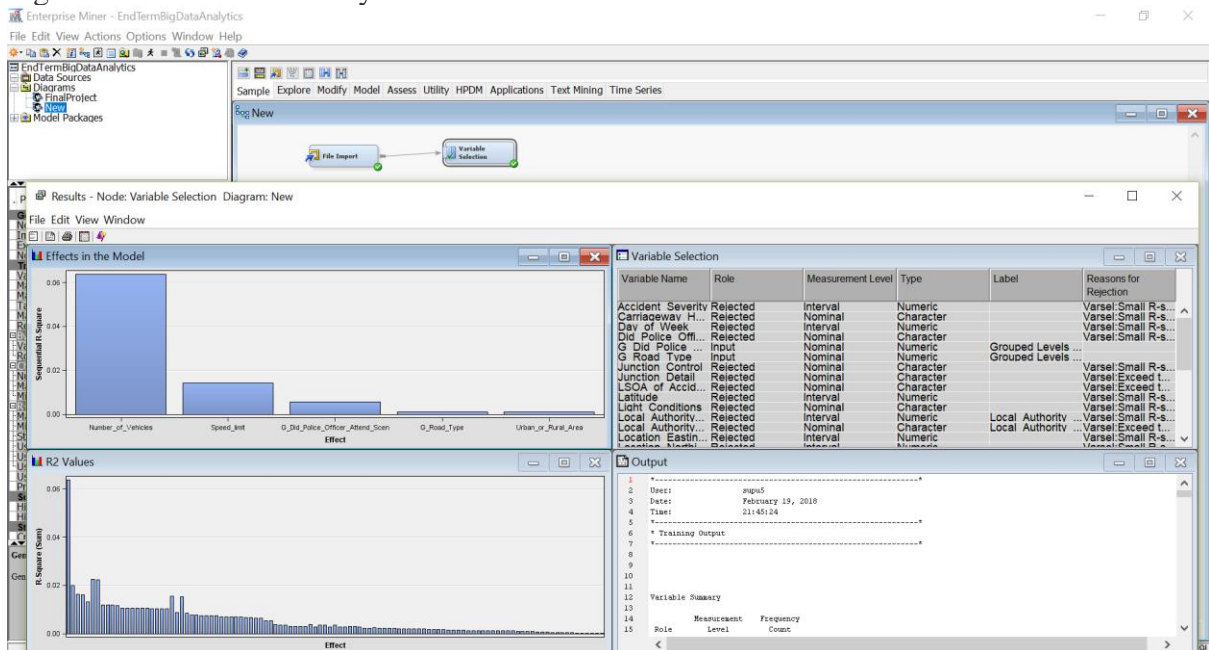 Enterprise Miner - EndTermBigDataAnalytics
File Edit View Actions Options Window Help
EndTermBigDataAnalytics
Data Sources
Diagrams
FinalProject
New
Model Packages
Sample Explore Modify Model Assess Utility HPDM Applications Text Mining Time Series
New
File Import
Variable Selection
Results - Node: Variable Selection Diagram: New
File Edit View Window
Effects in the Model
Sequential R-Square
0.06
0.04
0.02
0.00
Number_of_Vehicles Speed_limit G_Did_Police_Officer_Attend_Scen G_Road_Type Urban_or_Rural_Area
Effect
Variable Selection
Variable Name Role Measurement Level Type Label Reasons for Rejection
Accident Severity Rejected Interval Numeric Varsel:Small R-s...
Carriageway H... Rejected Nominal Character Varsel:Small R-s...
Day of Week Rejected Interval Numeric Varsel:Small R-s...
Did Police Offi... Rejected Nominal Character Varsel:Small R-s...
G Did Police ... Input Nominal Numeric Grouped Levels ...
G Road Type Input Nominal Numeric Grouped Levels ...
Junction Control Rejected Nominal Character Varsel:Small R-s...
Junction Detail Rejected Nominal Character Varsel:Exceed t...
LSOA of Accid... Rejected Nominal Character Varsel:Exceed t...
Latitude Rejected Interval Numeric Varsel:Small R-s...
Light Conditions Rejected Nominal Character Varsel:Small R-s...
Local Authority... Rejected Interval Numeric Local Authority ... Varsel:Small R-s...
Local Authority... Rejected Nominal Character Local Authority ... Varsel:Exceed t...
Location Eastin... Rejected Interval Numeric Varsel:Small R-s...
R2 Values
R-Square (Sum)
0.06
0.04
0.02
0.00
Effect
Output
1 *------------------------------------------------------------*
2 User: supu5
3 Date: February 19, 2018
4 Time: 21:45:24
5 *------------------------------------------------------------*
6 * Training Output
7 *------------------------------------------------------------*
8
9
10
11
12 Variable Summary
13
14 Measurement Frequency
15 Role Level Count